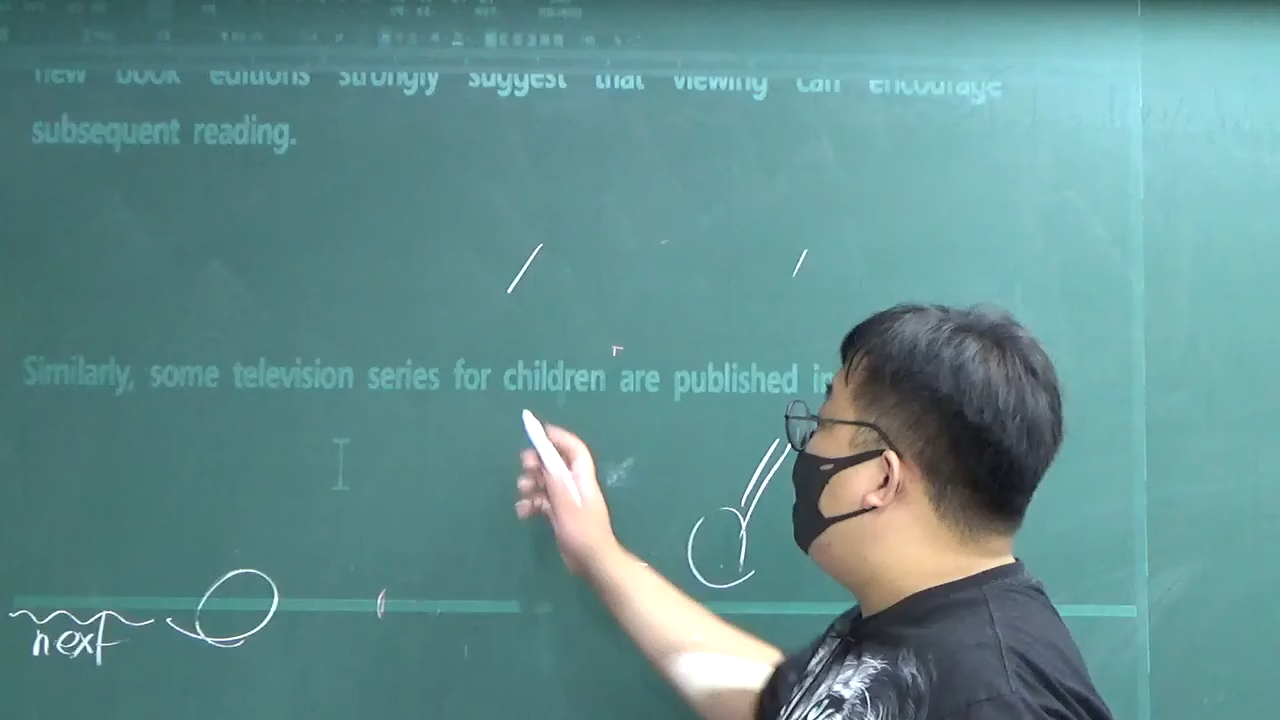 new book editions strongly suggest that viewing can encourage
subsequent reading.
Similarly, some television series for children are published in
next